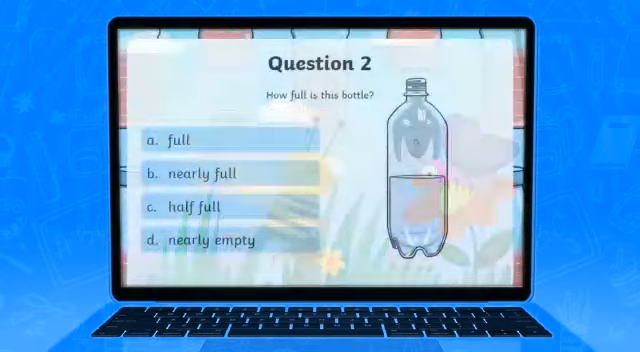 Question 2
How full is this bottle?
a. full
b. nearly full
c. half full
d. nearly empty